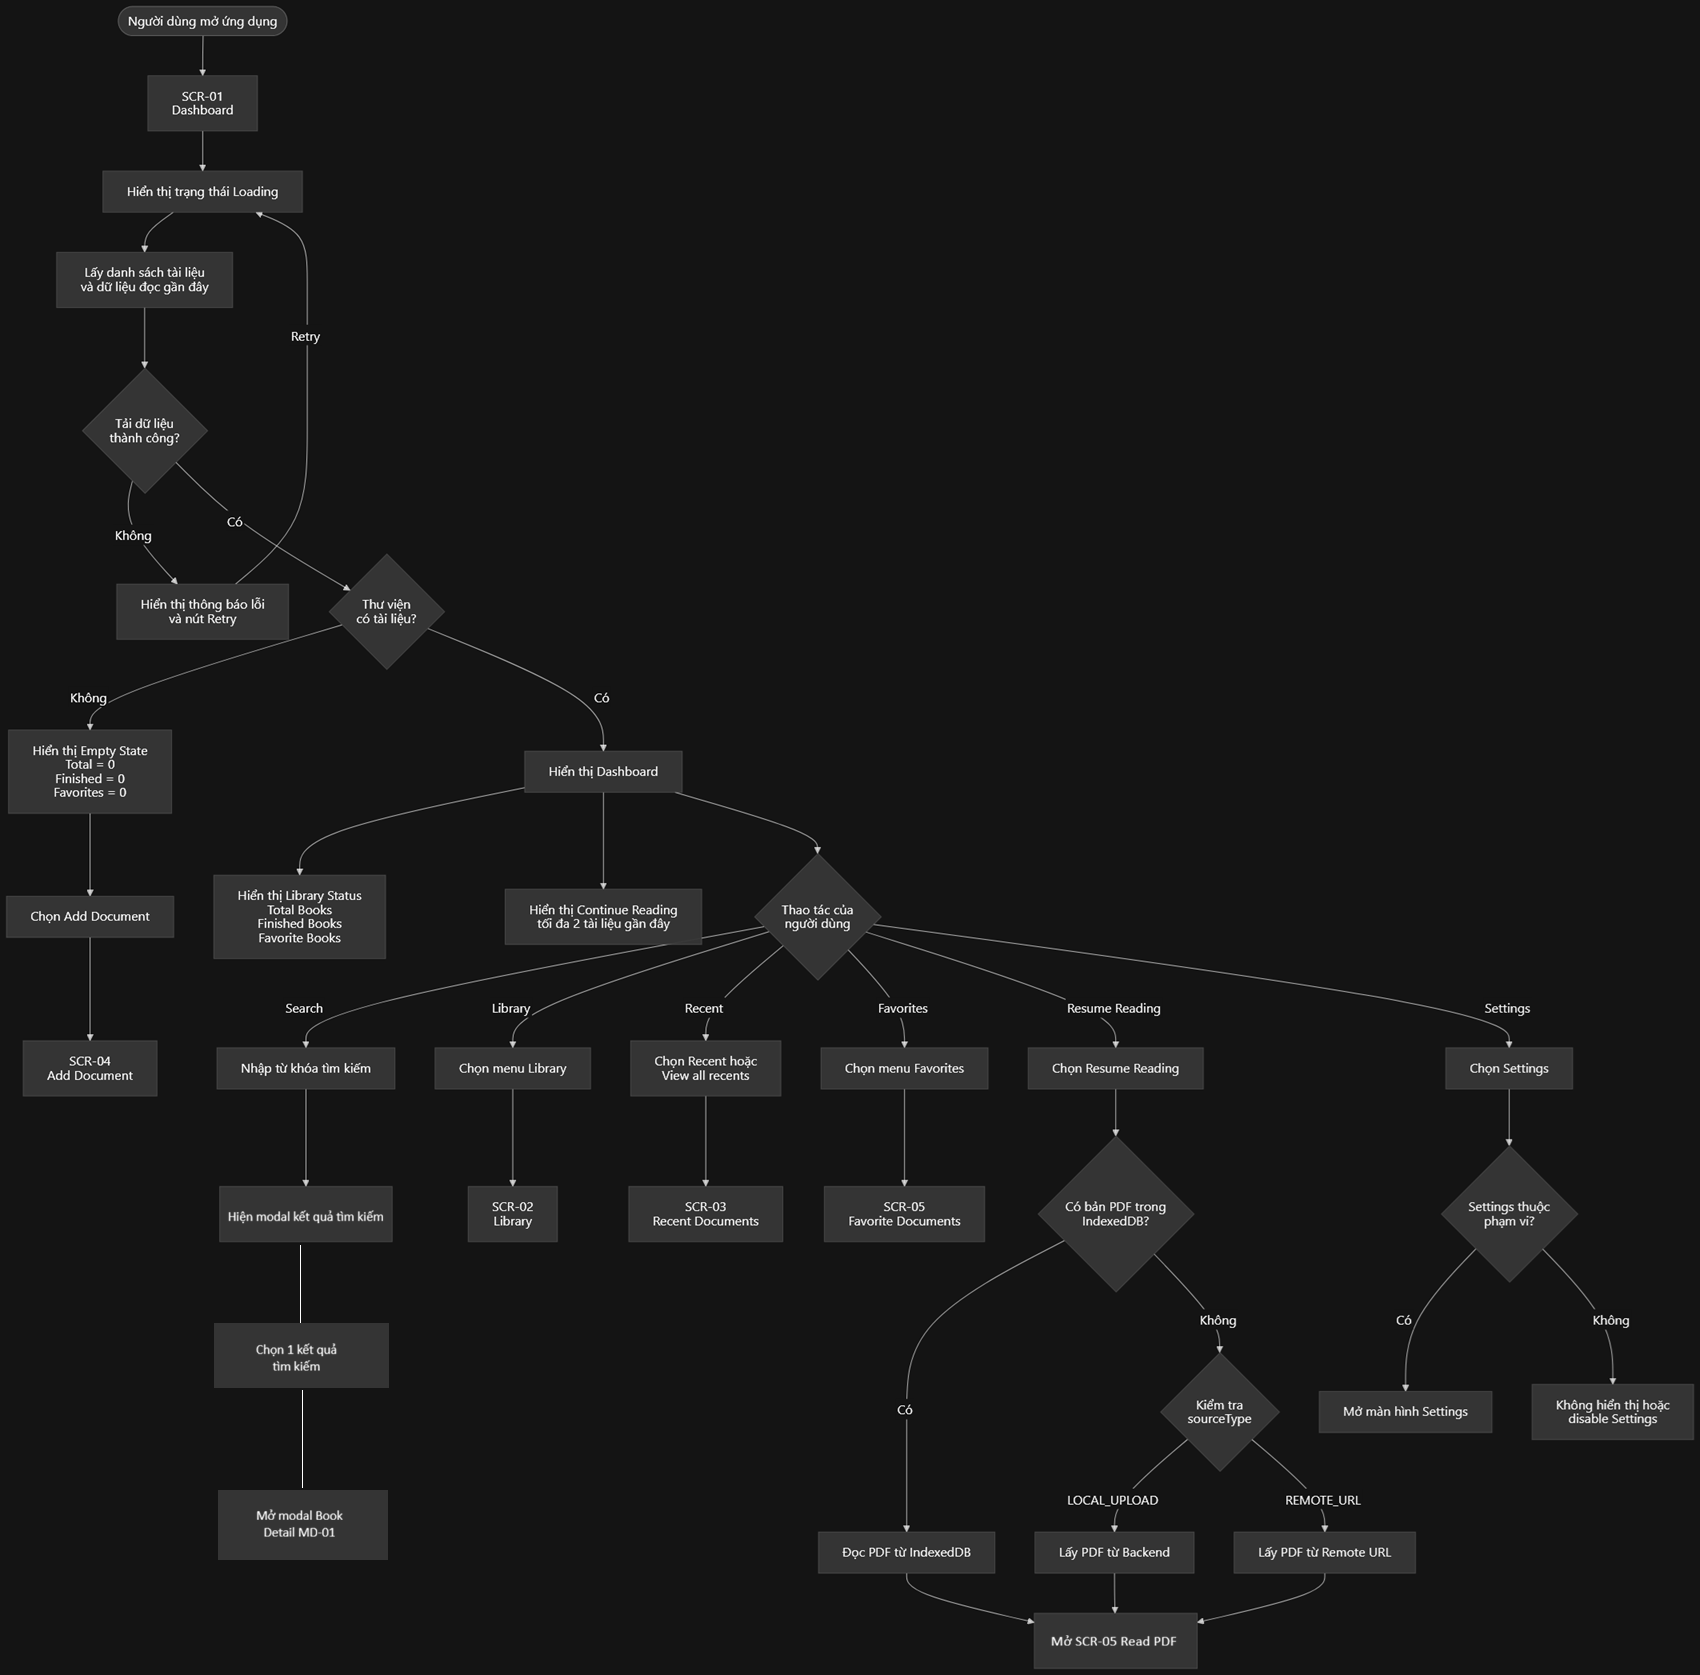 Người dùng mở ứng dụng
SCR-01
Dashboard
Hiển thị trạng thái Loading
Lấy danh sách tài liệu
và dữ liệu đọc gần đây
Retry
Tải dữ liệu
thành công?
Có
Không
Hiển thị thông báo lỗi
và nút Retry
Thư viện
có tài liệu?
Không
Có
Hiển thị Empty State
Total = 0
Finished = 0
Favorites = 0
Hiển thị Dashboard
Chọn Add Document
Hiển thị Library Status
Total Books
Finished Books
Favorite Books
Hiển thị Continue Reading
tối đa 2 tài liệu gần đây
Thao tác của
người dùng
Search
Library
Recent
Favorites
Resume Reading
Settings
SCR-04
Add Document
Nhập từ khóa tìm kiếm
Chọn menu Library
Chọn Recent hoặc
View all recents
Chọn menu Favorites
Chọn Resume Reading
Chọn Settings
Hiện modal kết quả tìm kiếm
SCR-02
Library
SCR-03
Recent Documents
SCR-05
Favorite Documents
Có bản PDF trong
IndexedDB?
Settings thuộc
phạm vi?
Không
Có
Không
Chọn 1 kết quả
tìm kiếm
Có
Kiểm tra
sourceType
Mở màn hình Settings
Không hiển thị hoặc
disable Settings
LOCAL_UPLOAD
REMOTE_URL
Mở modal Book
Detail MD-01
Đọc PDF từ IndexedDB
Lấy PDF từ Backend
Lấy PDF từ Remote URL
Mở SCR-05 Read PDF